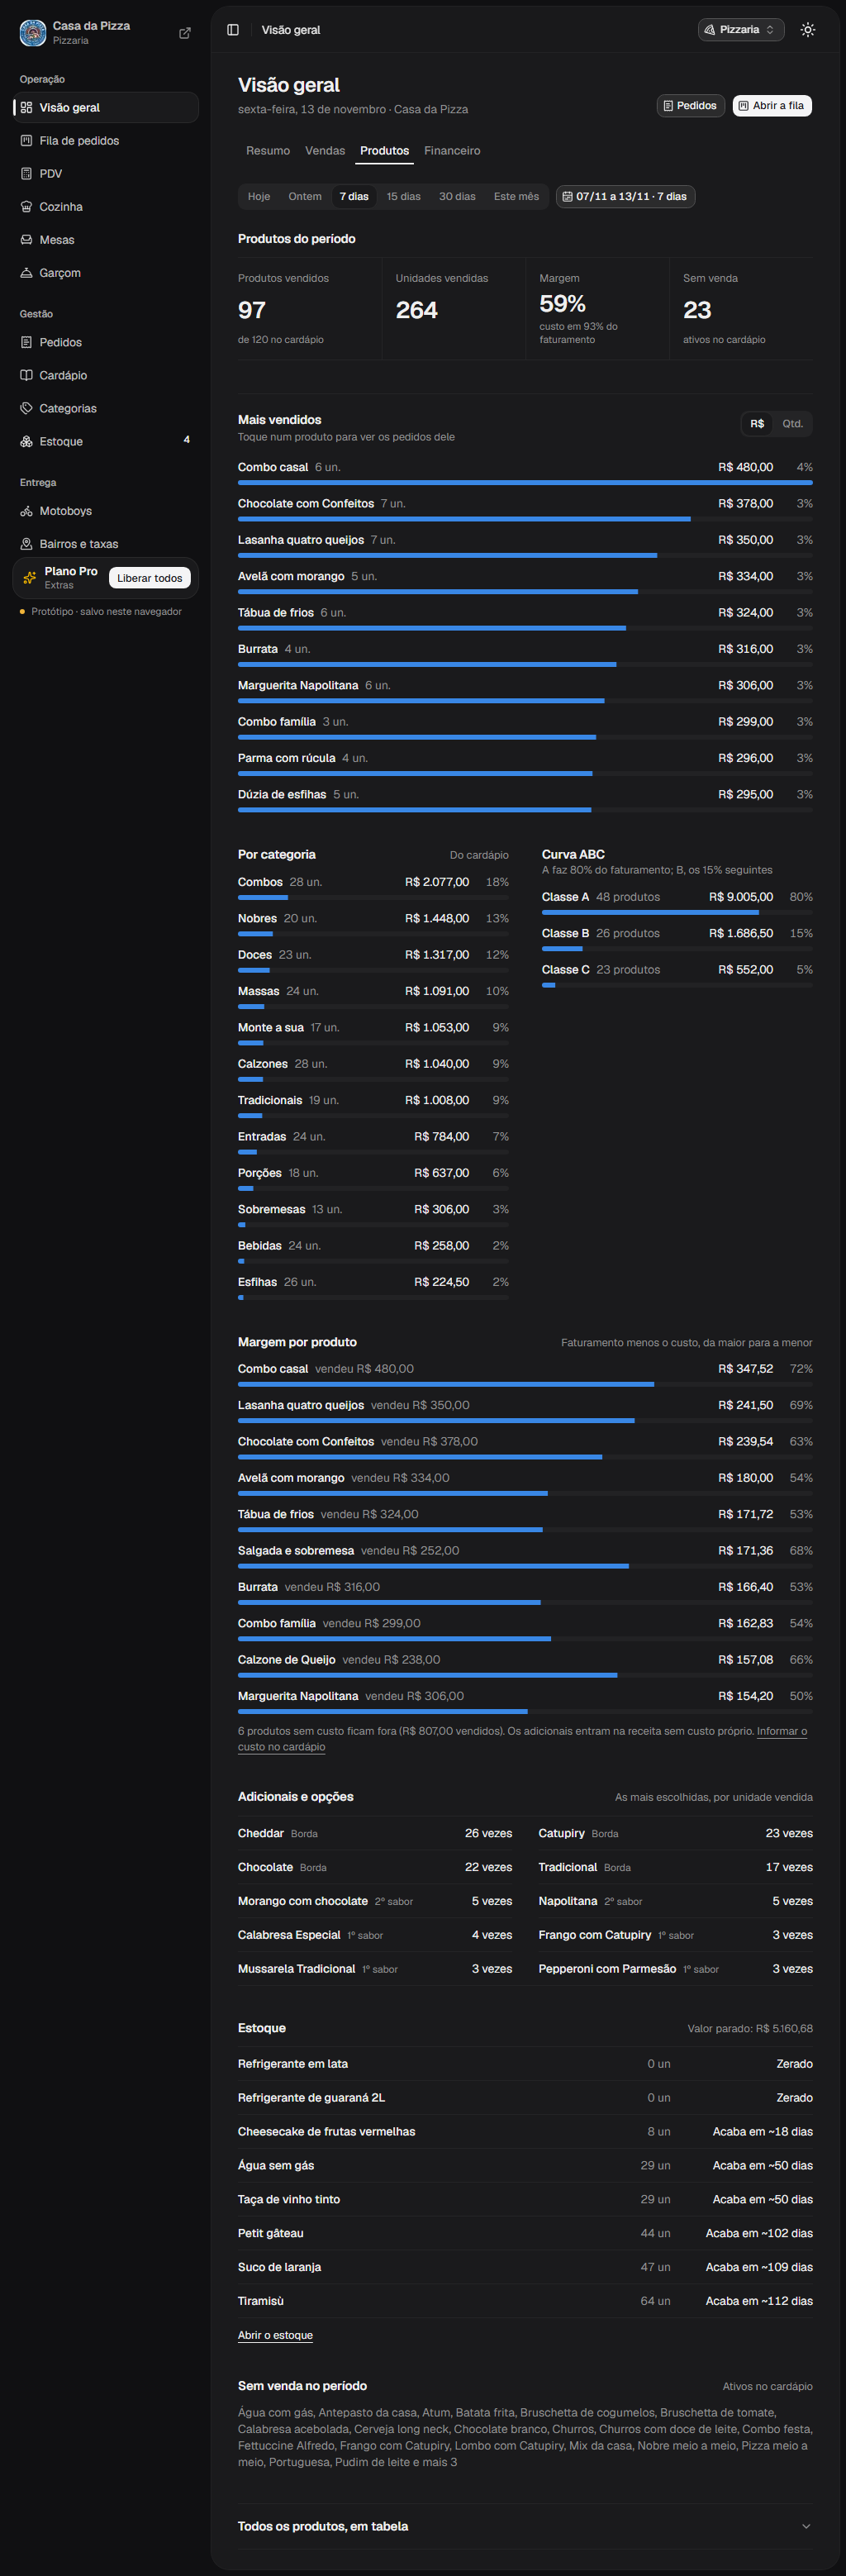 Casa da Pizza
Pizzaria
Operação
Visão geral
Fila de pedidos
PDV
Cozinha
Mesas
Garçom
Gestão
Pedidos
Cardápio
Categorias
Estoque 4
Entrega
Motoboys
Bairros e taxas
Plano Pro
Extras
Liberar todos
Protótipo · salvo neste navegador
Visão geral
Pizzaria
Visão geral
sexta-feira, 13 de novembro · Casa da Pizza
Pedidos
Abrir a fila
Resumo Vendas Produtos Financeiro
Hoje Ontem 7 dias 15 dias 30 dias Este mês 07/11 a 13/11 · 7 dias
Produtos do período
Produtos vendidos
97
de 120 no cardápio
Unidades vendidas
264
Margem
59%
custo em 93% do
faturamento
Sem venda
23
ativos no cardápio
Mais vendidos
Toque num produto para ver os pedidos dele
R$ Qtd.
Combo casal 6 un. R$ 480,00 4%
Chocolate com Confeitos 7 un. R$ 378,00 3%
Lasanha quatro queijos 7 un. R$ 350,00 3%
Avelã com morango 5 un. R$ 334,00 3%
Tábua de frios 6 un. R$ 324,00 3%
Burrata 4 un. R$ 316,00 3%
Marguerita Napolitana 6 un. R$ 306,00 3%
Combo família 3 un. R$ 299,00 3%
Parma com rúcula 4 un. R$ 296,00 3%
Dúzia de esfihas 5 un. R$ 295,00 3%
Por categoria Do cardápio
Combos 28 un. R$ 2.077,00 18%
Nobres 20 un. R$ 1.448,00 13%
Doces 23 un. R$ 1.317,00 12%
Massas 24 un. R$ 1.091,00 10%
Monte a sua 17 un. R$ 1.053,00 9%
Calzones 28 un. R$ 1.040,00 9%
Tradicionais 19 un. R$ 1.008,00 9%
Entradas 24 un. R$ 784,00 7%
Porções 18 un. R$ 637,00 6%
Sobremesas 13 un. R$ 306,00 3%
Bebidas 24 un. R$ 258,00 2%
Esfihas 26 un. R$ 224,50 2%
Curva ABC
A faz 80% do faturamento; B, os 15% seguintes
Classe A 48 produtos R$ 9.005,00 80%
Classe B 26 produtos R$ 1.686,50 15%
Classe C 23 produtos R$ 552,00 5%
Margem por produto Faturamento menos o custo, da maior para a menor
Combo casal vendeu R$ 480,00 R$ 347,52 72%
Lasanha quatro queijos vendeu R$ 350,00 R$ 241,50 69%
Chocolate com Confeitos vendeu R$ 378,00 R$ 239,54 63%
Avelã com morango vendeu R$ 334,00 R$ 180,00 54%
Tábua de frios vendeu R$ 324,00 R$ 171,72 53%
Salgada e sobremesa vendeu R$ 252,00 R$ 171,36 68%
Burrata vendeu R$ 316,00 R$ 166,40 53%
Combo família vendeu R$ 299,00 R$ 162,83 54%
Calzone de Queijo vendeu R$ 238,00 R$ 157,08 66%
Marguerita Napolitana vendeu R$ 306,00 R$ 154,20 50%
6 produtos sem custo ficam fora (R$ 807,00 vendidos). Os adicionais entram na receita sem custo próprio. Informar o
custo no cardápio
Adicionais e opções As mais escolhidas, por unidade vendida
Cheddar Borda 26 vezes Catupiry Borda 23 vezes
Chocolate Borda 22 vezes Tradicional Borda 17 vezes
Morango com chocolate 2º sabor 5 vezes Napolitana 2º sabor 5 vezes
Calabresa Especial 1º sabor 4 vezes Frango com Catupiry 1º sabor 3 vezes
Mussarela Tradicional 1º sabor 3 vezes Pepperoni com Parmesão 1º sabor 3 vezes
Estoque Valor parado: R$ 5.160,68
Refrigerante em lata 0 un Zerado
Refrigerante de guaraná 2L 0 un Zerado
Cheesecake de frutas vermelhas 8 un Acaba em ~18 dias
Água sem gás 29 un Acaba em ~50 dias
Taça de vinho tinto 29 un Acaba em ~50 dias
Petit gâteau 44 un Acaba em ~102 dias
Suco de laranja 47 un Acaba em ~109 dias
Tiramisù 64 un Acaba em ~112 dias
Abrir o estoque
Sem venda no período Ativos no cardápio
Água com gás, Antepasto da casa, Atum, Batata frita, Bruschetta de cogumelos, Bruschetta de tomate,
Calabresa acebolada, Cerveja long neck, Chocolate branco, Churros, Churros com doce de leite, Combo festa,
Fettuccine Alfredo, Frango com Catupiry, Lombo com Catupiry, Mix da casa, Nobre meio a meio, Pizza meio a
meio, Portuguesa, Pudim de leite e mais 3
Todos os produtos, em tabela